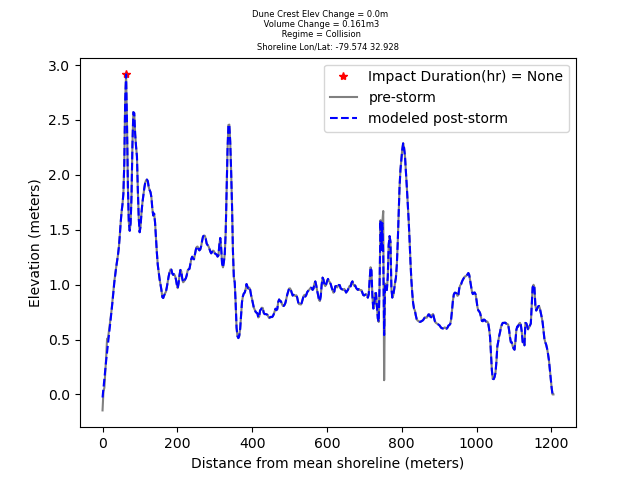 Dune Crest Elev Change = 0.0m
Volume Change = 0.161m3
Regime = Collision
Shoreline Lon/Lat: -79.574 32.928
Impact Duration(hr) = None
pre-storm
modeled post-storm
Elevation (meters)
3.0
2.5
2.0
1.5
1.0
0.5
0.0
0 200 400 600 800 1000 1200
Distance from mean shoreline (meters)